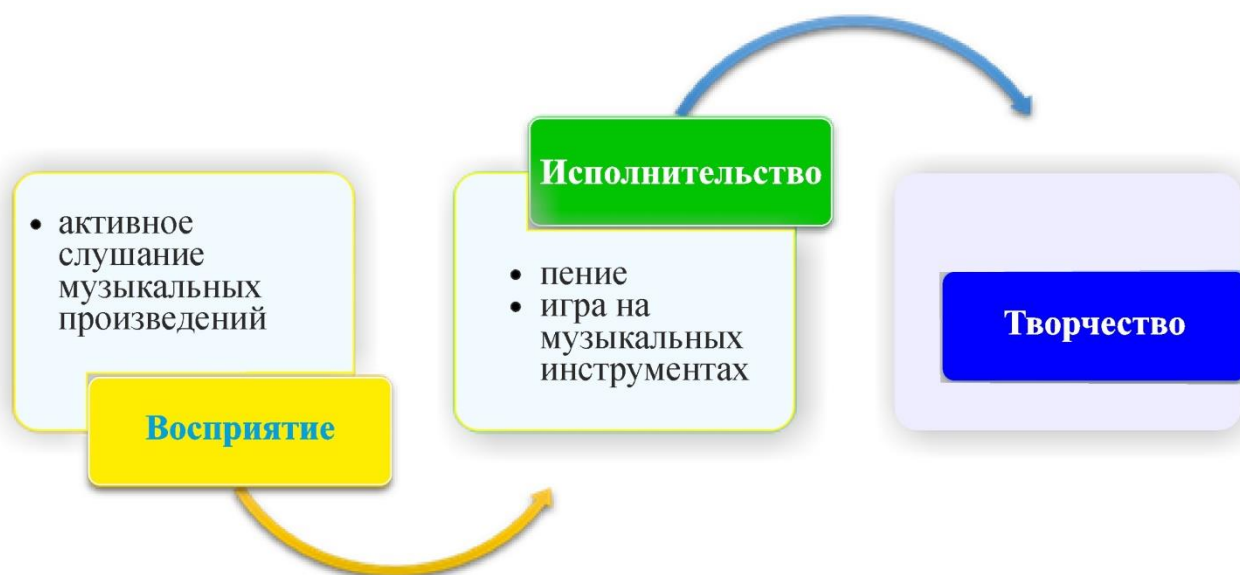 • активное
слушание
музыкальных
произведений
Восприятие
Исполнительство
• пение
• игра на
музыкальных
инструментах
Творчество